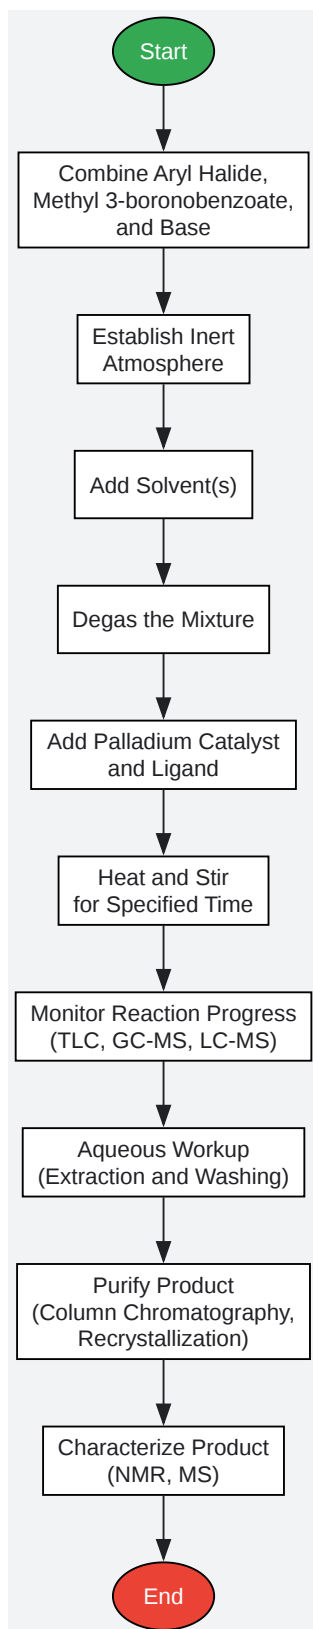 Start
Combine Aryl Halide,
Methyl 3-boronobenzoate,
and Base
Establish Inert
Atmosphere
Add Solvent(s)
Degas the Mixture
Add Palladium Catalyst
and Ligand
Heat and Stir
for Specified Time
Monitor Reaction Progress
(TLC, GC-MS, LC-MS)
Aqueous Workup
(Extraction and Washing)
Purify Product
(Column Chromatography,
Recrystallization)
Characterize Product
(NMR, MS)
End